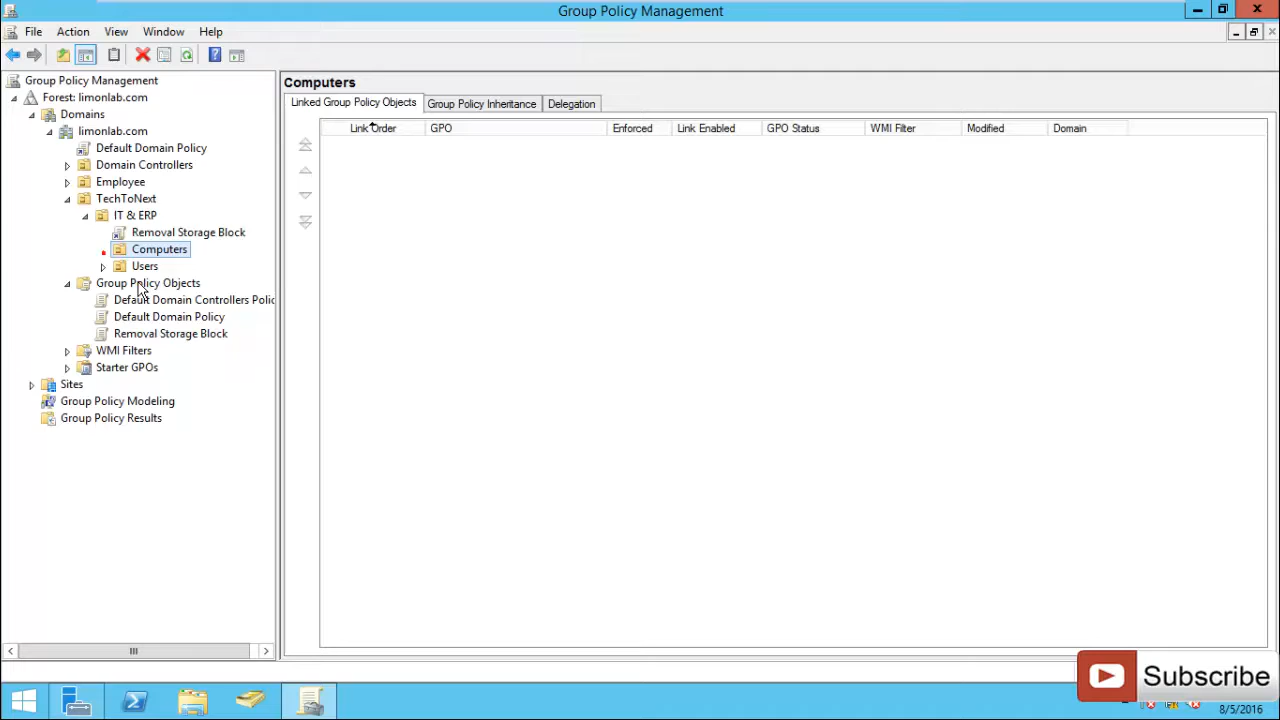 Group Policy Management
File Action View Window Help
Group Policy Management
Forest: limonlab.com
Domains
limonlab.com
Default Domain Policy
Domain Controllers
Employee
TechToNext
IT & ERP
Removal Storage Block
Computers
Users
Group Policy Objects
Default Domain Controllers Polic
Default Domain Policy
Removal Storage Block
WMI Filters
Starter GPOs
Sites
Group Policy Modeling
Group Policy Results
Computers
Linked Group Policy Objects Group Policy Inheritance Delegation
Link Order GPO Enforced Link Enabled GPO Status WMI Filter Modified Domain
Subscribe
8/5/2016